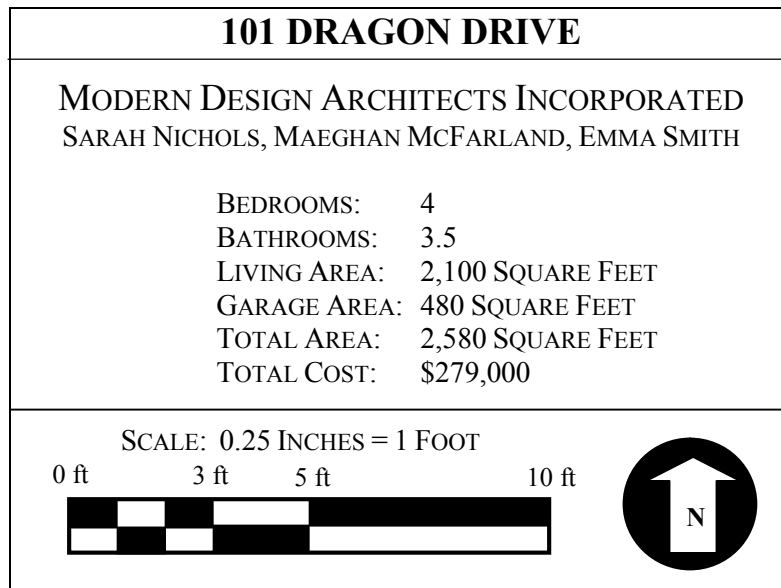 101 DRAGON DRIVE
MODERN DESIGN ARCHITECTS INCORPORATED
SARAH NICHOLS, MAEGHAN MCFARLAND, EMMA SMITH
BEDROOMS: 4
BATHROOMS: 3.5
LIVING AREA: 2,100 SQUARE FEET
GARAGE AREA: 480 SQUARE FEET
TOTAL AREA: 2,580 SQUARE FEET
TOTAL COST: $279,000
SCALE: 0.25 INCHES = 1 FOOT
0 ft 3 ft 5 ft 10 ft
N